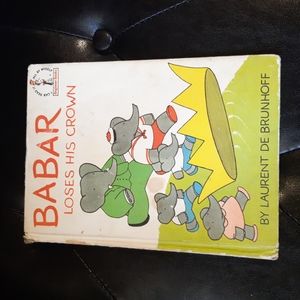 BABAR
LOSES HIS CROWN
BY LAURENT DE BRUNHOFF